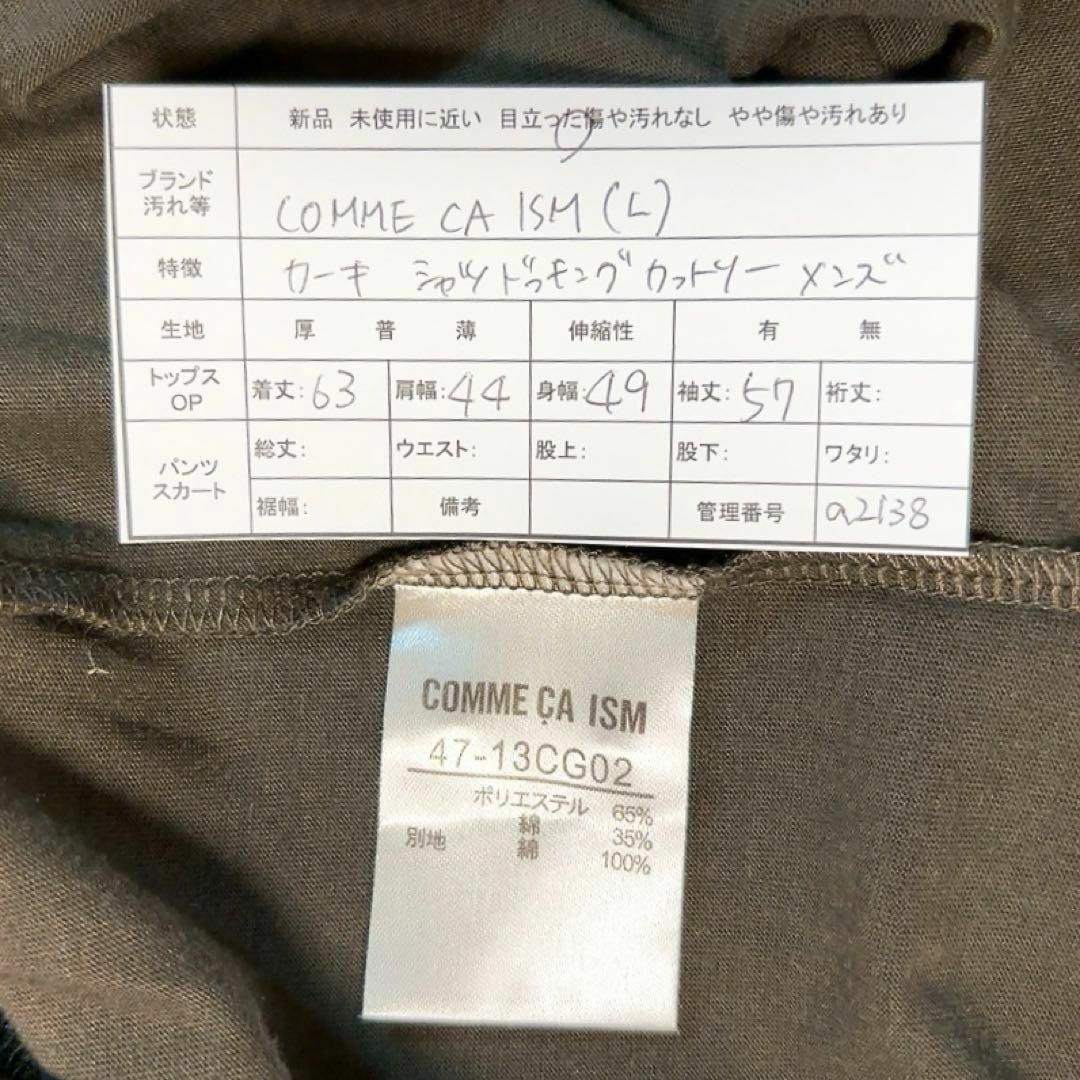 状態 新品 未使用に近い 目立った傷や汚れなし やや傷や汚れあり
ブランド
汚れ等 COMME CA ISM (L)
特徴 カーキ シャツドッキングカットソー メンズ
生地 厚 普 薄 伸縮性 有 無
トップス
OP 着丈:63 肩幅:44 身幅:49 袖丈:57 裄丈:
パンツ
スカート 総丈: ウエスト: 股上: 股下: ワタリ:
裾幅: 備考 管理番号 a2138
COMME ÇA ISM
47-13CG02
ポリエステル 65%
綿 35%
別地 綿 100%